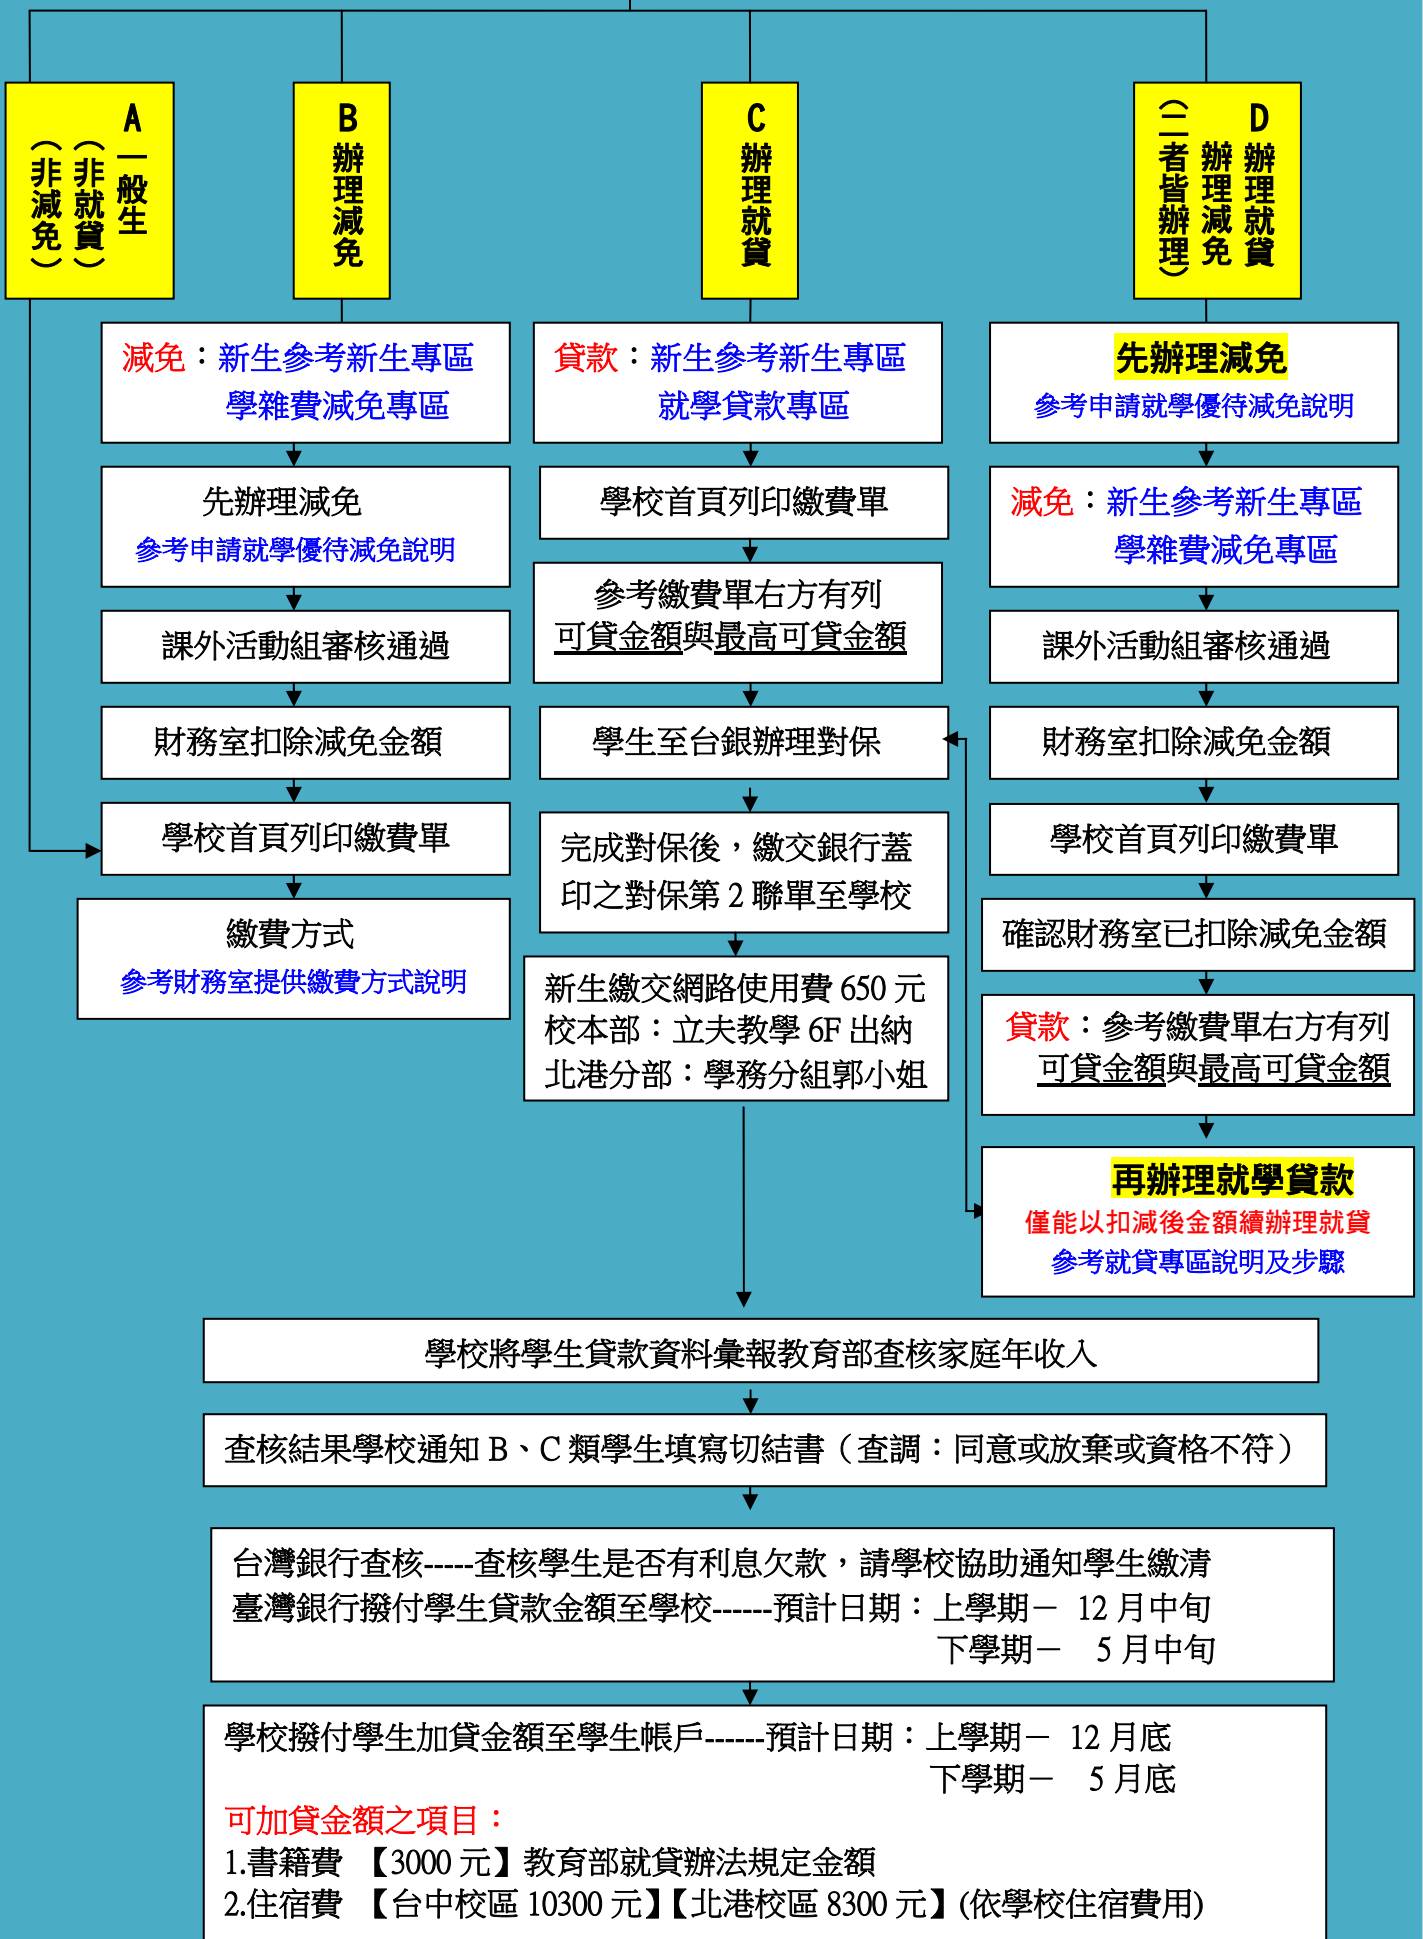 A 一般生
（非就貸）
（非減免）
B 辦理減免
C 辦理就貸
D 辦理就貸
辦理減免
（二者皆辦理）
減免：新生參考新生專區
學雜費減免專區
先辦理減免
參考申請就學優待減免說明
課外活動組審核通過
財務室扣除減免金額
學校首頁列印繳費單
繳費方式
參考財務室提供繳費方式說明
貸款：新生參考新生專區
就學貸款專區
學校首頁列印繳費單
參考繳費單右方有列
可貸金額與最高可貸金額
學生至台銀辦理對保
完成對保後，繳交銀行蓋
印之對保第 2 聯單至學校
新生繳交網路使用費 650 元
校本部：立夫教學 6F 出納
北港分部：學務分組郭小姐
先辦理減免
參考申請就學優待減免說明
減免：新生參考新生專區
學雜費減免專區
課外活動組審核通過
財務室扣除減免金額
學校首頁列印繳費單
確認財務室已扣除減免金額
貸款：參考繳費單右方有列
可貸金額與最高可貸金額
再辦理就學貸款
僅能以扣減後金額續辦理就貸
參考就貸專區說明及步驟
學校將學生貸款資料彙報教育部查核家庭年收入
查核結果學校通知 B、C 類學生填寫切結書（查調：同意或放棄或資格不符）
台灣銀行查核-----查核學生是否有利息欠款，請學校協助通知學生繳清
臺灣銀行撥付學生貸款金額至學校------預計日期：上學期－ 12 月中旬
下學期－ 5 月中旬
學校撥付學生加貸金額至學生帳戶------預計日期：上學期－ 12 月底
下學期－ 5 月底
可加貸金額之項目：
1.書籍費 【3000 元】教育部就貸辦法規定金額
2.住宿費 【台中校區 10300 元】【北港校區 8300 元】(依學校住宿費用)